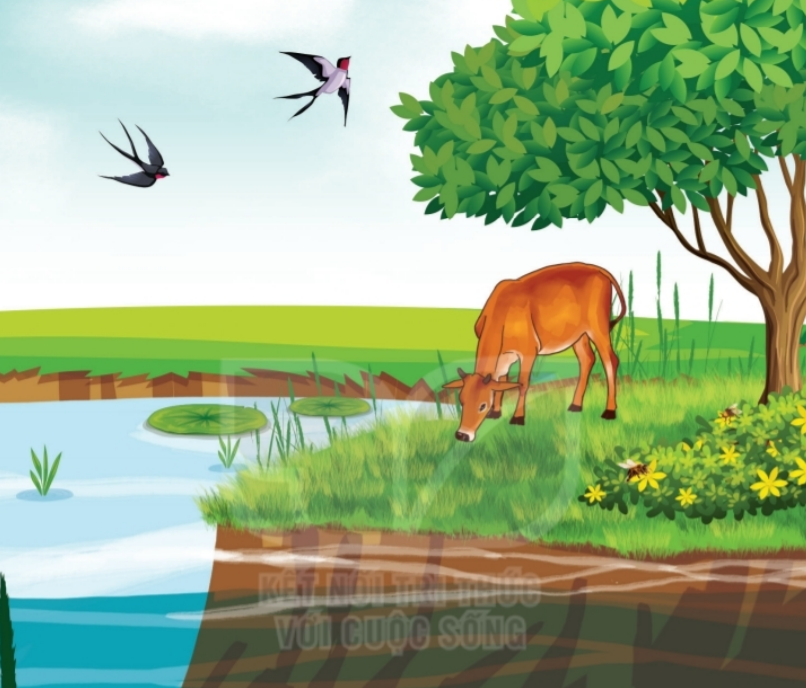 KẾT NỐI TRI THỨC
VỚI CUỘC SỐNG